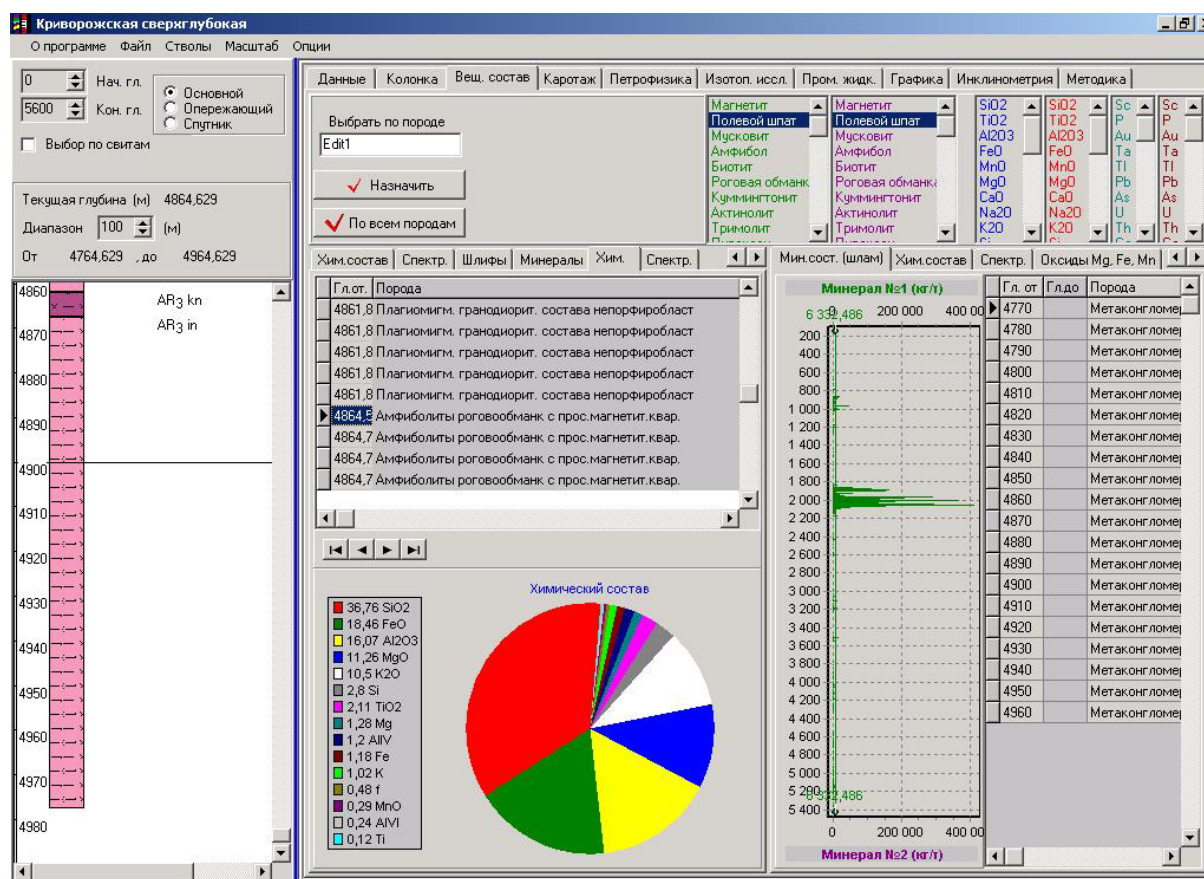 Криворожская сверхглубокая
О программе Файл Стволы Масштаб Опции
0 Нач. гл.
5600 Кон. гл.
Основной
Опережающий
Спутник
Выбор по свитам
Текущая глубина (м) 4864,629
Диапазон 100 (м)
От 4764,629 , до 4964,629
4860
AR3 kn
AR3 in
4870
4880
4890
4900
4910
4920
4930
4940
4950
4960
4970
4980
Данные Колонка Вещ. состав Каротаж Петрофизика Изотоп. иссл. Пром. жидк. Графика Инклинометрия Методика
Выбрать по породе
Edit1
Назначить
По всем породам
Магнетит
Полевой шпат
Мусковит
Амфибол
Биотит
Роговая обманк
Куммингтонит
Актинолит
Тримолит
Магнетит
Полевой шпат
Мусковит
Амфибол
Биотит
Роговая обманка
Куммингтонит
Актинолит
Тримолит
SiO2
TiO2
Al2O3
FeO
MnO
MgO
CaO
Na2O
K2O
SiO2
TiO2
Al2O3
FeO
MnO
MgO
CaO
Na2O
K2O
Sc
P
Au
Ta
Tl
Pb
As
U
Th
Sc
P
Au
Ta
Tl
Pb
As
U
Th
Хим.состав Спектр. Шлифы Минералы Хим. Спектр.
Гл.от. Порода
4861,8 Плагиомигм. гранодиорит. состава непорфиробласт
4861,8 Плагиомигм. гранодиорит. состава непорфиробласт
4861,8 Плагиомигм. гранодиорит. состава непорфиробласт
4861,8 Плагиомигм. гранодиорит. состава непорфиробласт
4861,8 Плагиомигм. гранодиорит. состава непорфиробласт
4864,5 Амфиболиты роговообманк с прос.магнетит.квар.
4864,7 Амфиболиты роговообманк с прос.магнетит.квар.
4864,7 Амфиболиты роговообманк с прос.магнетит.квар.
4864,7 Амфиболиты роговообманк с прос.магнетит.квар.
Химический состав
36,76 SiO2
18,46 FeO
16,07 Al2O3
11,26 MgO
10,5 K2O
2,8 Si
2,11 TiO2
1,28 Mg
1,2 AlIV
1,18 Fe
1,02 K
0,48 f
0,29 MnO
0,24 AlVI
0,12 Ti
Мин.сост. (шлам) Хим.состав Спектр. Оксиды Mg, Fe, Mn
Минерал №1 (кг/т)
0 200 000 400 00
6 332,486
200
400
600
800
1 000
1 200
1 400
1 600
1 800
2 000
2 200
2 400
2 600
2 800
3 000
3 200
3 400
3 600
3 800
4 000
4 200
4 400
4 600
4 800
5 000
5 200
6 332,486
5 400
0 200 000 400 00
Минерал №2 (кг/т)
Гл. от Гл.до Порода
4770 Метаконгломе
4780 Метаконгломе
4790 Метаконгломе
4800 Метаконгломе
4810 Метаконгломе
4820 Метаконгломе
4830 Метаконгломе
4840 Метаконгломе
4850 Метаконгломе
4860 Метаконгломе
4870 Метаконгломе
4880 Метаконгломе
4890 Метаконгломе
4900 Метаконгломе
4910 Метаконгломе
4920 Метаконгломе
4930 Метаконгломе
4940 Метаконгломе
4950 Метаконгломе
4960 Метаконгломе